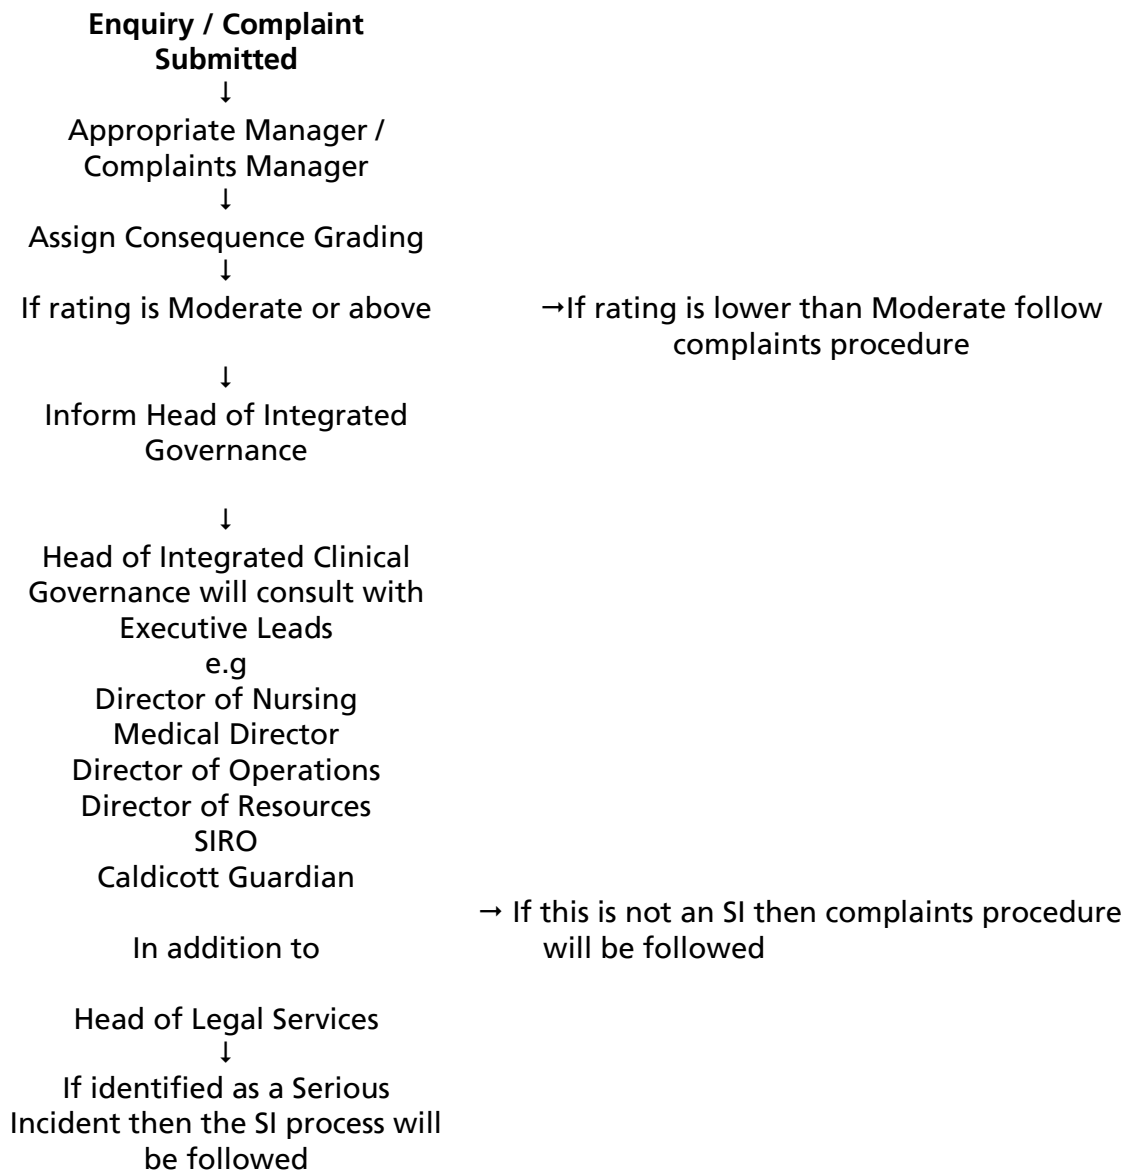 Enquiry / Complaint
Submitted
↓
Appropriate Manager /
Complaints Manager
↓
Assign Consequence Grading
↓
If rating is Moderate or above
→If rating is lower than Moderate follow
complaints procedure
↓
Inform Head of Integrated
Governance
↓
Head of Integrated Clinical
Governance will consult with
Executive Leads
e.g
Director of Nursing
Medical Director
Director of Operations
Director of Resources
SIRO
Caldicott Guardian
→ If this is not an SI then complaints procedure
will be followed
In addition to
Head of Legal Services
↓
If identified as a Serious
Incident then the SI process will
be followed